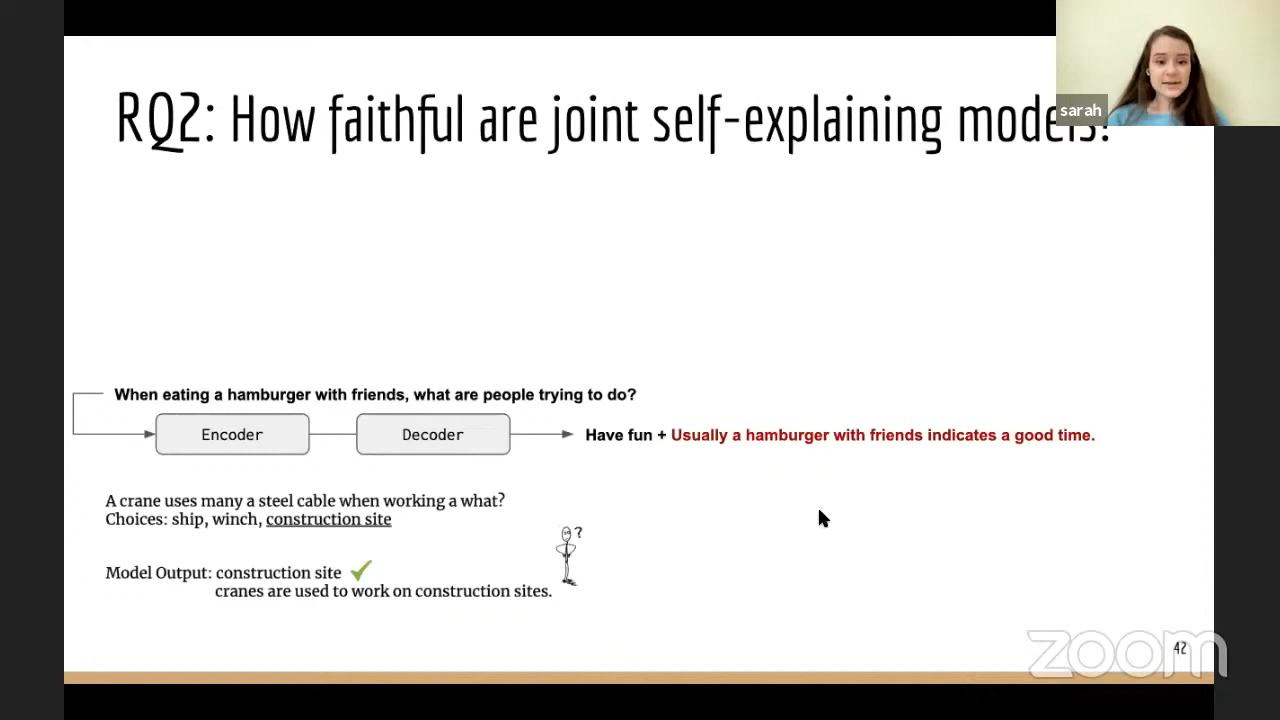 RQ2: How faithful are joint self-explaining models?
sarah
When eating a hamburger with friends, what are people trying to do?
Encoder
Decoder
Have fun + Usually a hamburger with friends indicates a good time.
A crane uses many a steel cable when working a what?
Choices: ship, winch, construction site
?
Model Output: construction site ✓
cranes are used to work on construction sites.
zoom
42